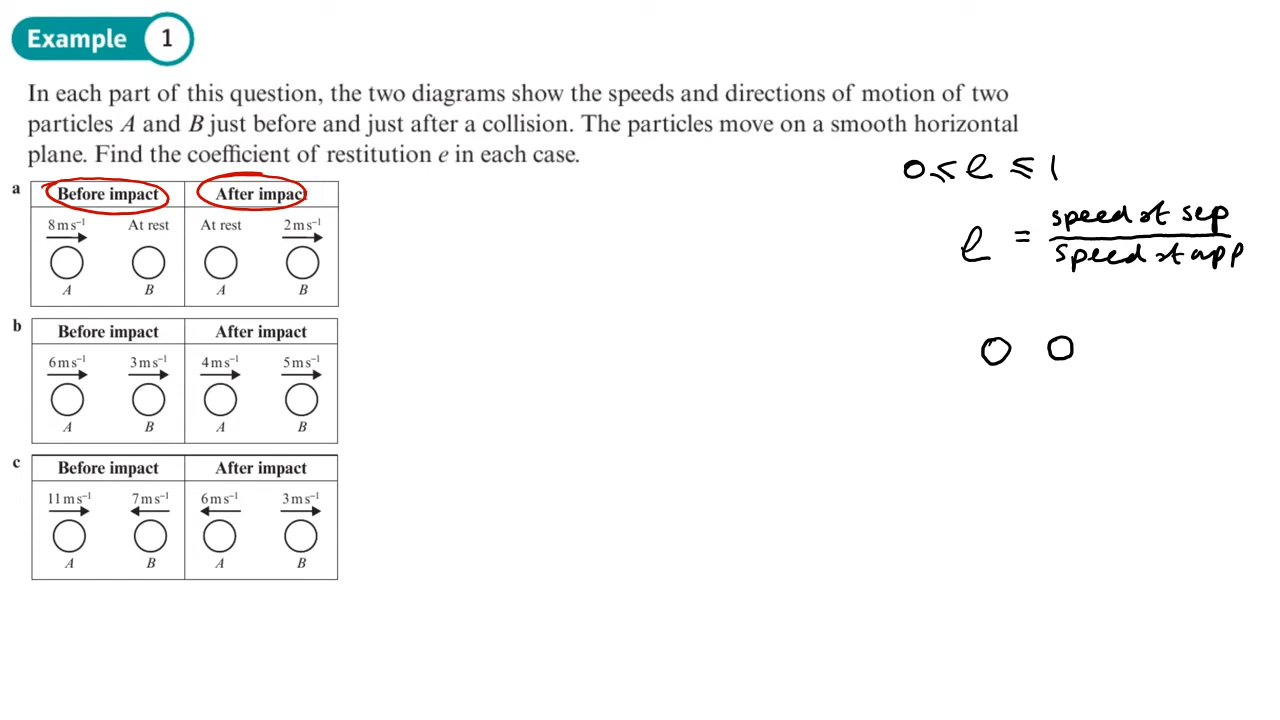 Example 1
In each part of this question, the two diagrams show the speeds and directions of motion of two
particles A and B just before and just after a collision. The particles move on a smooth horizontal
plane. Find the coefficient of restitution e in each case.
0 ≤ e ≤ 1
e = speed of sep
speed of app
a
Before impact After impact
8 m s⁻¹ At rest At rest 2 m s⁻¹
A B A B
b
Before impact After impact
6 m s⁻¹ 3 m s⁻¹ 4 m s⁻¹ 5 m s⁻¹
A B A B
c
Before impact After impact
11 m s⁻¹ 7 m s⁻¹ 6 m s⁻¹ 3 m s⁻¹
A B A B